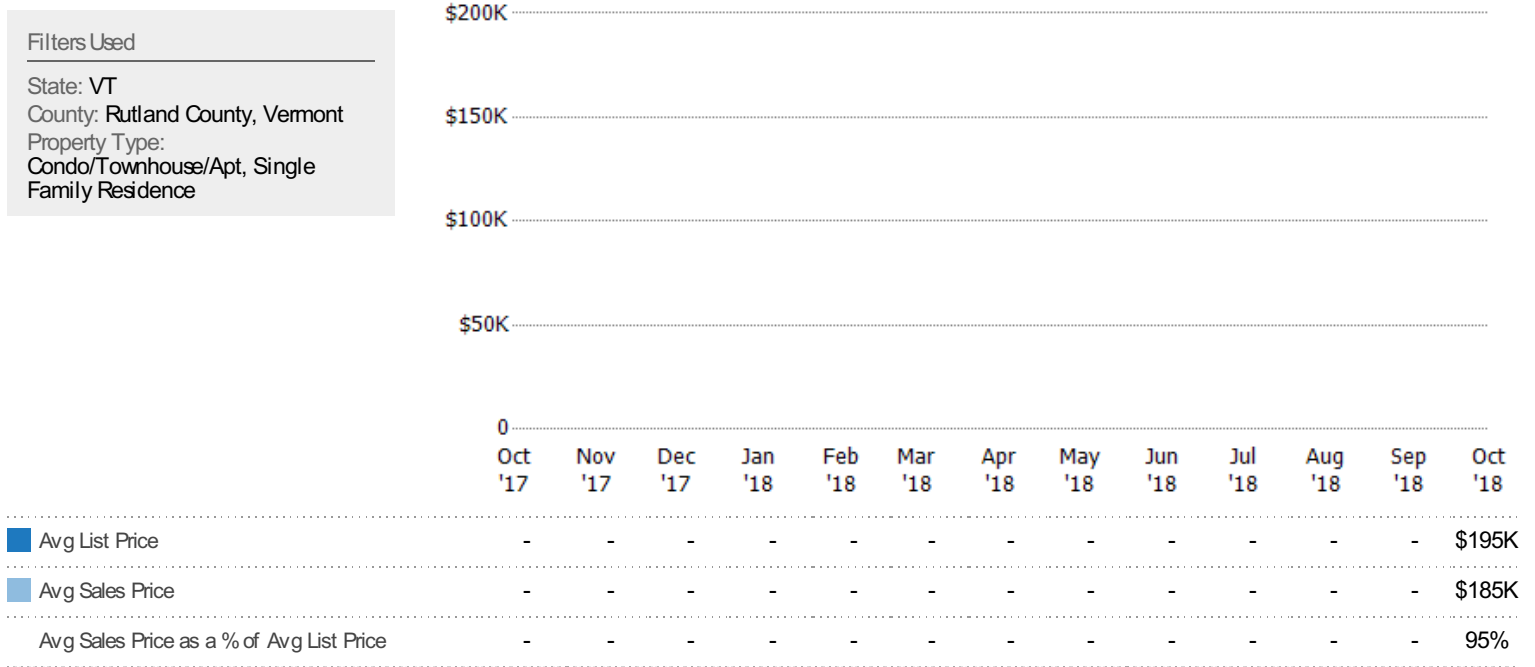 Filters Used
State: VT
County: Rutland County, Vermont
Property Type:
Condo/Townhouse/Apt, Single
Family Residence
$200K
$150K
$100K
$50K
0
Oct Nov Dec Jan Feb Mar Apr May Jun Jul Aug Sep Oct
'17 '17 '17 '18 '18 '18 '18 '18 '18 '18 '18 '18 '18
Avg List Price - - - - - - - - - - - - $195K
Avg Sales Price - - - - - - - - - - - - $185K
Avg Sales Price as a % of Avg List Price - - - - - - - - - - - - 95%